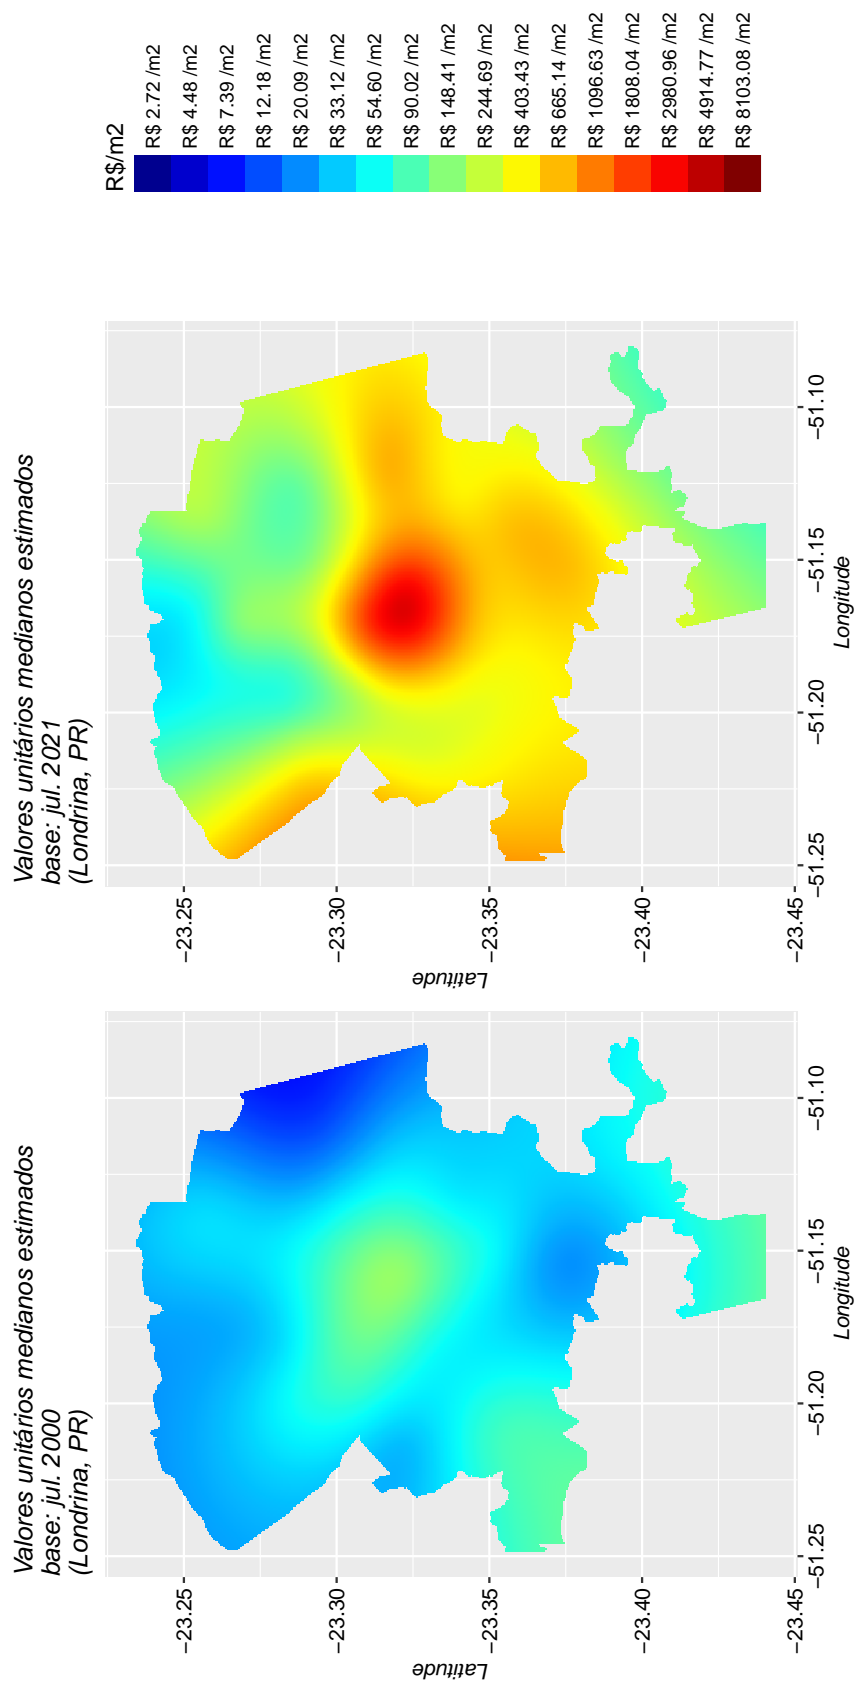 Valores unitários medianos estimados
base: jul. 2000
(Londrina, PR)
Latitude
−23.25
−23.30
−23.35
−23.40
−23.45
−51.25
−51.20
−51.15
−51.10
Longitude
Valores unitários medianos estimados
base: jul. 2021
(Londrina, PR)
Latitude
−23.25
−23.30
−23.35
−23.40
−23.45
−51.25
−51.20
−51.15
−51.10
Longitude
R$/m2
R$ 2.72 /m2
R$ 4.48 /m2
R$ 7.39 /m2
R$ 12.18 /m2
R$ 20.09 /m2
R$ 33.12 /m2
R$ 54.60 /m2
R$ 90.02 /m2
R$ 148.41 /m2
R$ 244.69 /m2
R$ 403.43 /m2
R$ 665.14 /m2
R$ 1096.63 /m2
R$ 1808.04 /m2
R$ 2980.96 /m2
R$ 4914.77 /m2
R$ 8103.08 /m2